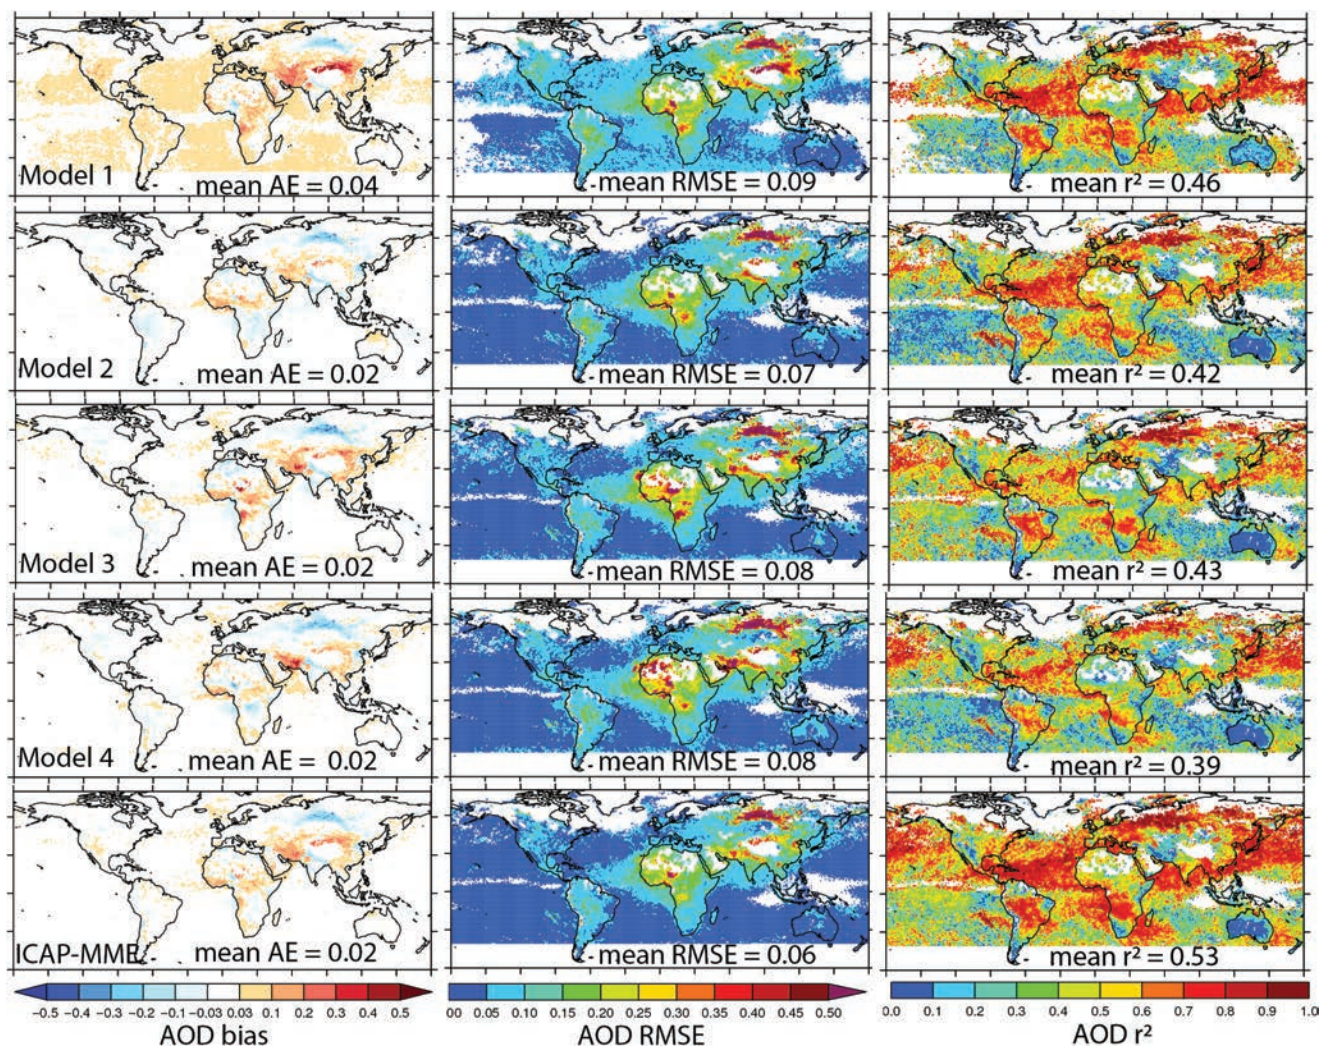 Model 1
mean AE = 0.04
mean RMSE = 0.09
mean r² = 0.46
Model 2
mean AE = 0.02
mean RMSE = 0.07
mean r² = 0.42
Model 3
mean AE = 0.02
mean RMSE = 0.08
mean r² = 0.43
Model 4
mean AE = 0.02
mean RMSE = 0.08
mean r² = 0.39
ICAP-MME
mean AE = 0.02
mean RMSE = 0.06
mean r² = 0.53
−0.5 −0.4 −0.3 −0.2 −0.1 −0.03 0.03 0.1 0.2 0.3 0.4 0.5
00 0.05 0.10 0.15 0.20 0.25 0.30 0.35 0.40 0.45 0.50
0.0 0.1 0.2 0.3 0.4 0.5 0.6 0.7 0.8 0.9 1.0
AOD bias
AOD RMSE
AOD r²